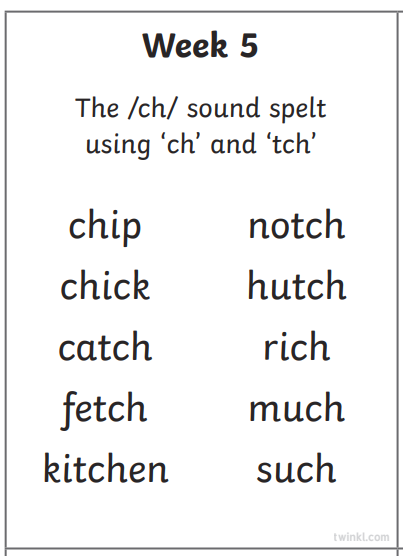 Week 5
The /ch/ sound spelt
using ‘ch’ and ‘tch’
chip notch
chick hutch
catch rich
fetch much
kitchen such
twinkl.com